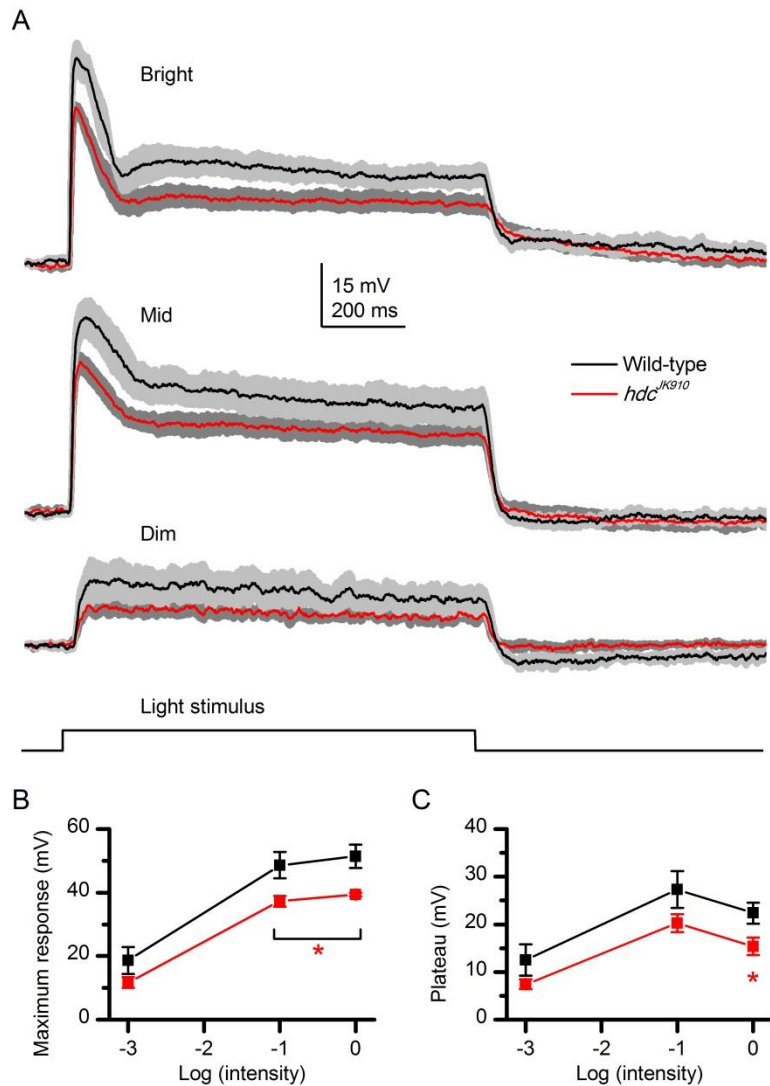 A
Bright
15 mV
200 ms
Mid
Wild-type
hdc^JK910
Dim
Light stimulus
B
60
40
20
0
Maximum response (mV)
*
-3 -2 -1 0
Log (intensity)
C
40
30
20
10
0
Plateau (mV)
*
-3 -2 -1 0
Log (intensity)